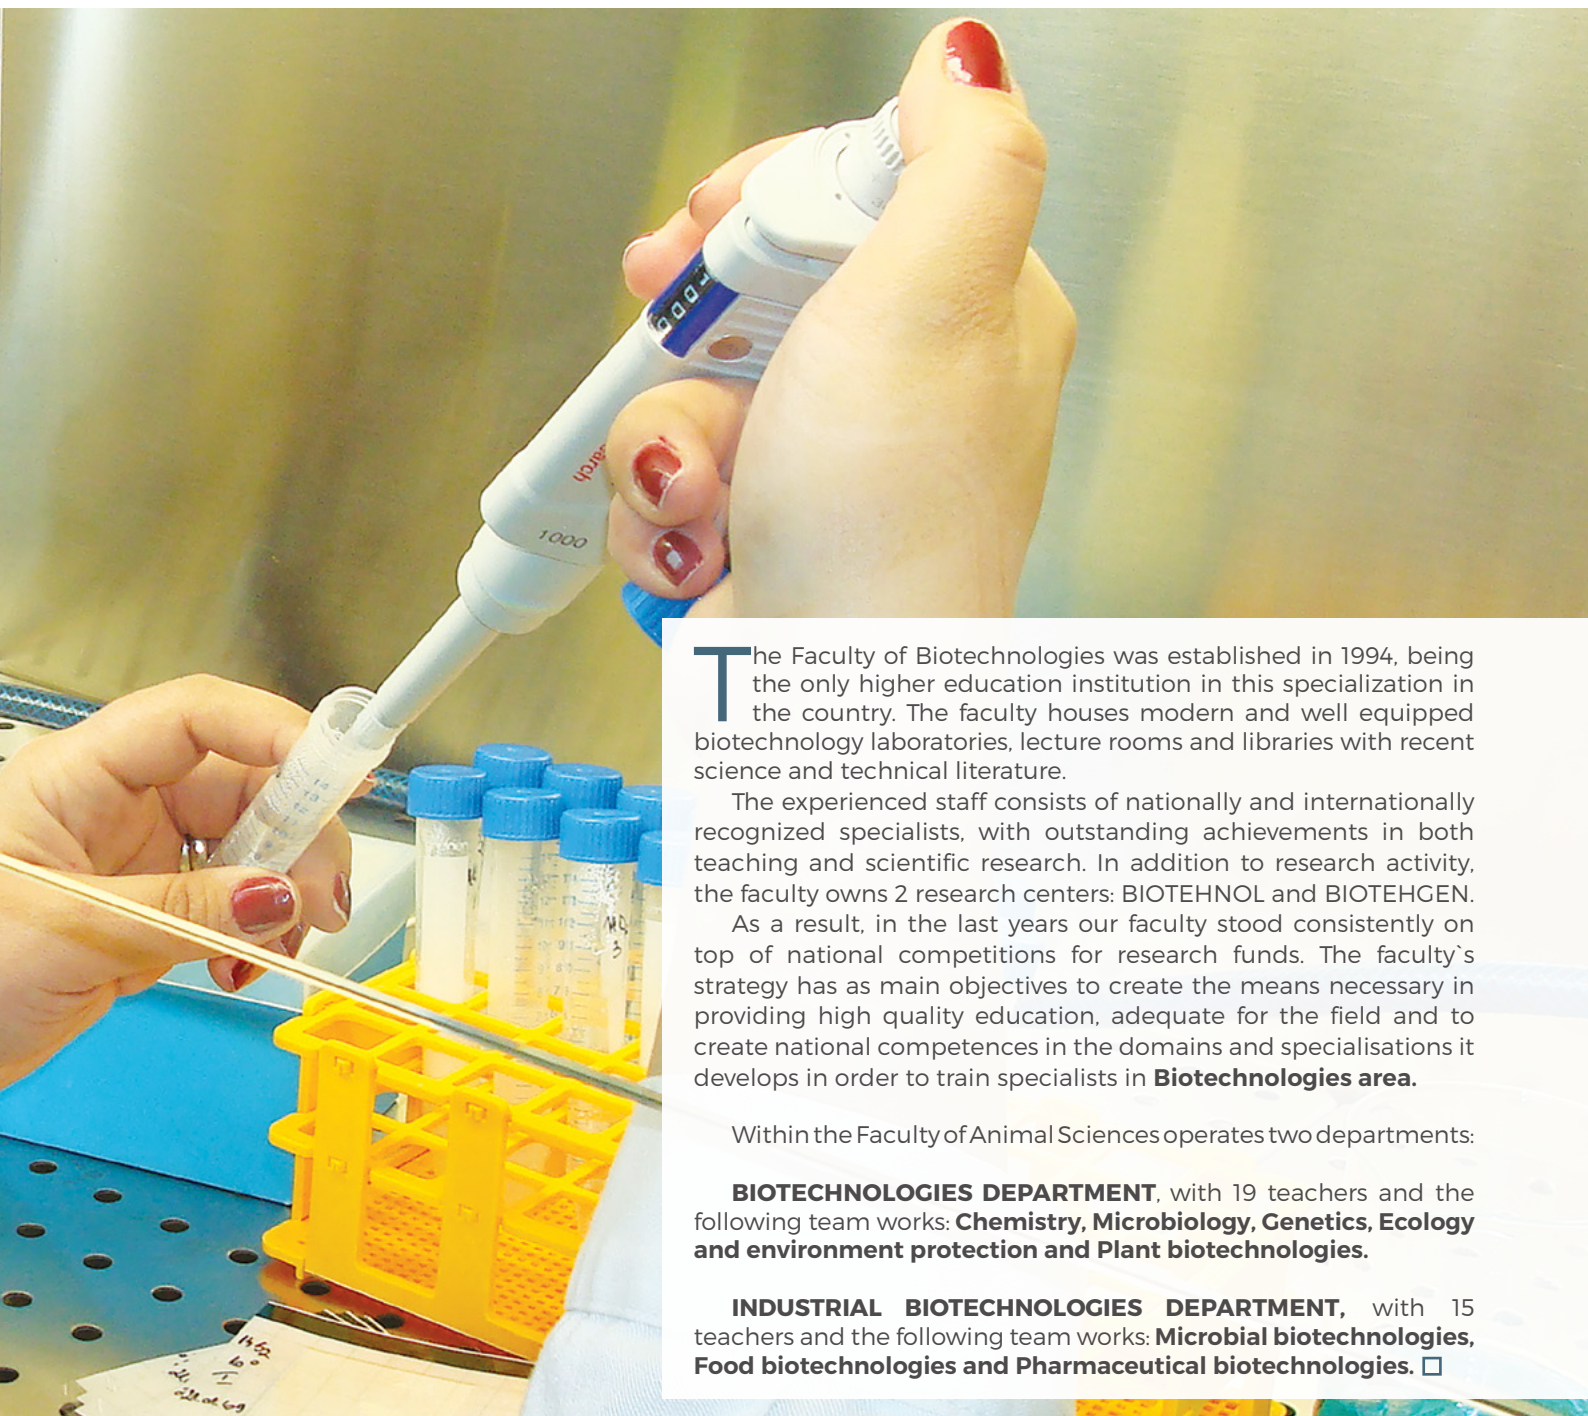 1000
arch
1000
14
13
MG
3
The Faculty of Biotechnologies was established in 1994, being
the only higher education institution in this specialization in
the country. The faculty houses modern and well equipped
biotechnology laboratories, lecture rooms and libraries with recent
science and technical literature.
The experienced staff consists of nationally and internationally
recognized specialists, with outstanding achievements in both
teaching and scientific research. In addition to research activity,
the faculty owns 2 research centers: BIOTEHNOL and BIOTEHGEN.
As a result, in the last years our faculty stood consistently on
top of national competitions for research funds. The faculty`s
strategy has as main objectives to create the means necessary in
providing high quality education, adequate for the field and to
create national competences in the domains and specialisations it
develops in order to train specialists in Biotechnologies area.
Within the Faculty of Animal Sciences operates two departments:
BIOTECHNOLOGIES DEPARTMENT, with 19 teachers and the
following team works: Chemistry, Microbiology, Genetics, Ecology
and environment protection and Plant biotechnologies.
INDUSTRIAL BIOTECHNOLOGIES DEPARTMENT, with 15
teachers and the following team works: Microbial biotechnologies,
Food biotechnologies and Pharmaceutical biotechnologies.